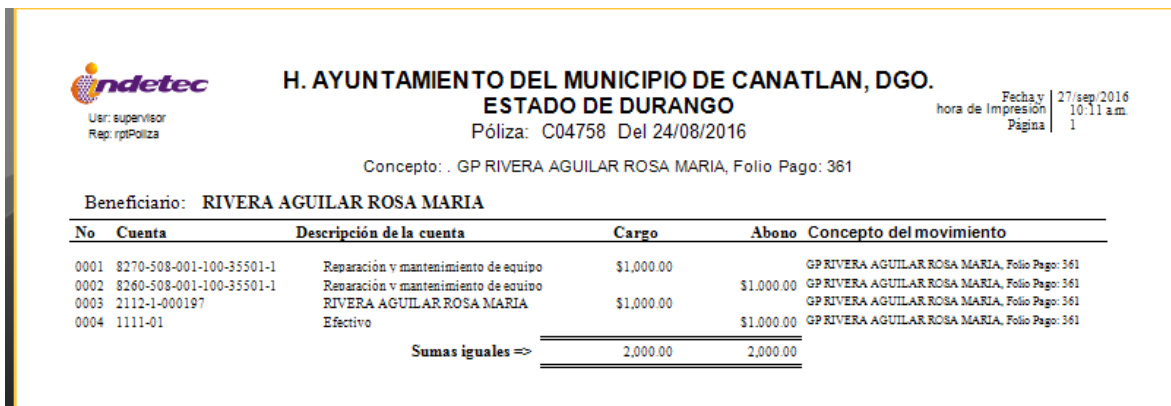 indetec
H. AYUNTAMIENTO DEL MUNICIPIO DE CANATLAN, DGO.
ESTADO DE DURANGO
Fecha y 27/sep/2016
hora de Impresión 10:11 a.m.
Usr: supervisor
Rep: rptPoliza
Póliza: C04758 Del 24/08/2016
Página 1
Concepto: . GP RIVERA AGUILAR ROSA MARIA, Folio Pago: 361
Beneficiario: RIVERA AGUILAR ROSA MARIA
No Cuenta Descripción de la cuenta Cargo Abono Concepto del movimiento
0001 8270-508-001-100-35501-1 Reparación y mantenimiento de equipo $1,000.00 GP RIVERA AGUILAR ROSA MARIA, Folio Pago: 361
0002 8260-508-001-100-35501-1 Reparación y mantenimiento de equipo $1,000.00 GP RIVERA AGUILAR ROSA MARIA, Folio Pago: 361
0003 2112-1-000197 RIVERA AGUILAR ROSA MARIA $1,000.00 GP RIVERA AGUILAR ROSA MARIA, Folio Pago: 361
0004 1111-01 Efectivo $1,000.00 GP RIVERA AGUILAR ROSA MARIA, Folio Pago: 361
Sumas iguales => 2,000.00 2,000.00